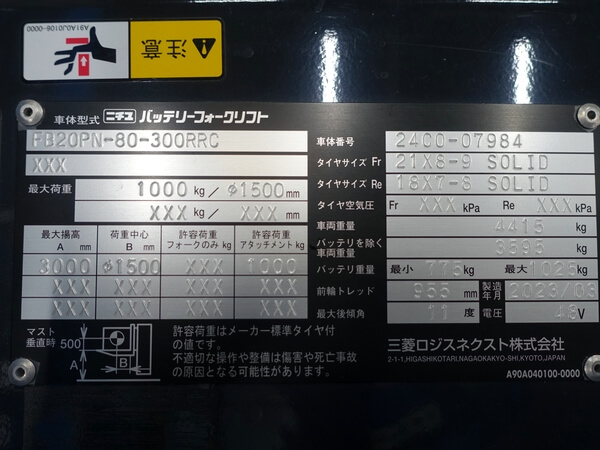 A91A0J0106-0000
注意
車体型式 ニチユ バッテリーフォークリフト
FB20PN-80-300RRC
XXX
最大荷重 1000 kg / φ1500 mm
XXX kg / XXX mm
最大揚高 A mm 荷重中心 B mm 許容荷重 フォークのみ kg 許容荷重 アタッチメント kg
3000 φ1500 XXX 1000
XXX XXX XXX XXX
XXX XXX XXX XXX
マスト垂直時 500 A B
許容荷重はメーカー標準タイヤ付
の値です。
不適切な操作や整備は傷害や死亡事故
の原因となる可能性があります。
車体番号 24C0-07984
タイヤサイズ Fr 21X8-9 SOLID
タイヤサイズ Re 18X7-8 SOLID
タイヤ空気圧 Fr XXX kPa Re XXX kPa
車両重量 4415 kg
バッテリを除く車両重量 3595 kg
バッテリ重量 最小 775 kg 最大 1025 kg
前輪トレッド 955 mm 製造年月 2023/03
最大後傾角 11 度 電圧 48 V
三菱ロジスネクスト株式会社
2-1-1,HIGASHIKOTARI,NAGAOKAKYO-SHI,KYOTO,JAPAN
A90A040100-0000